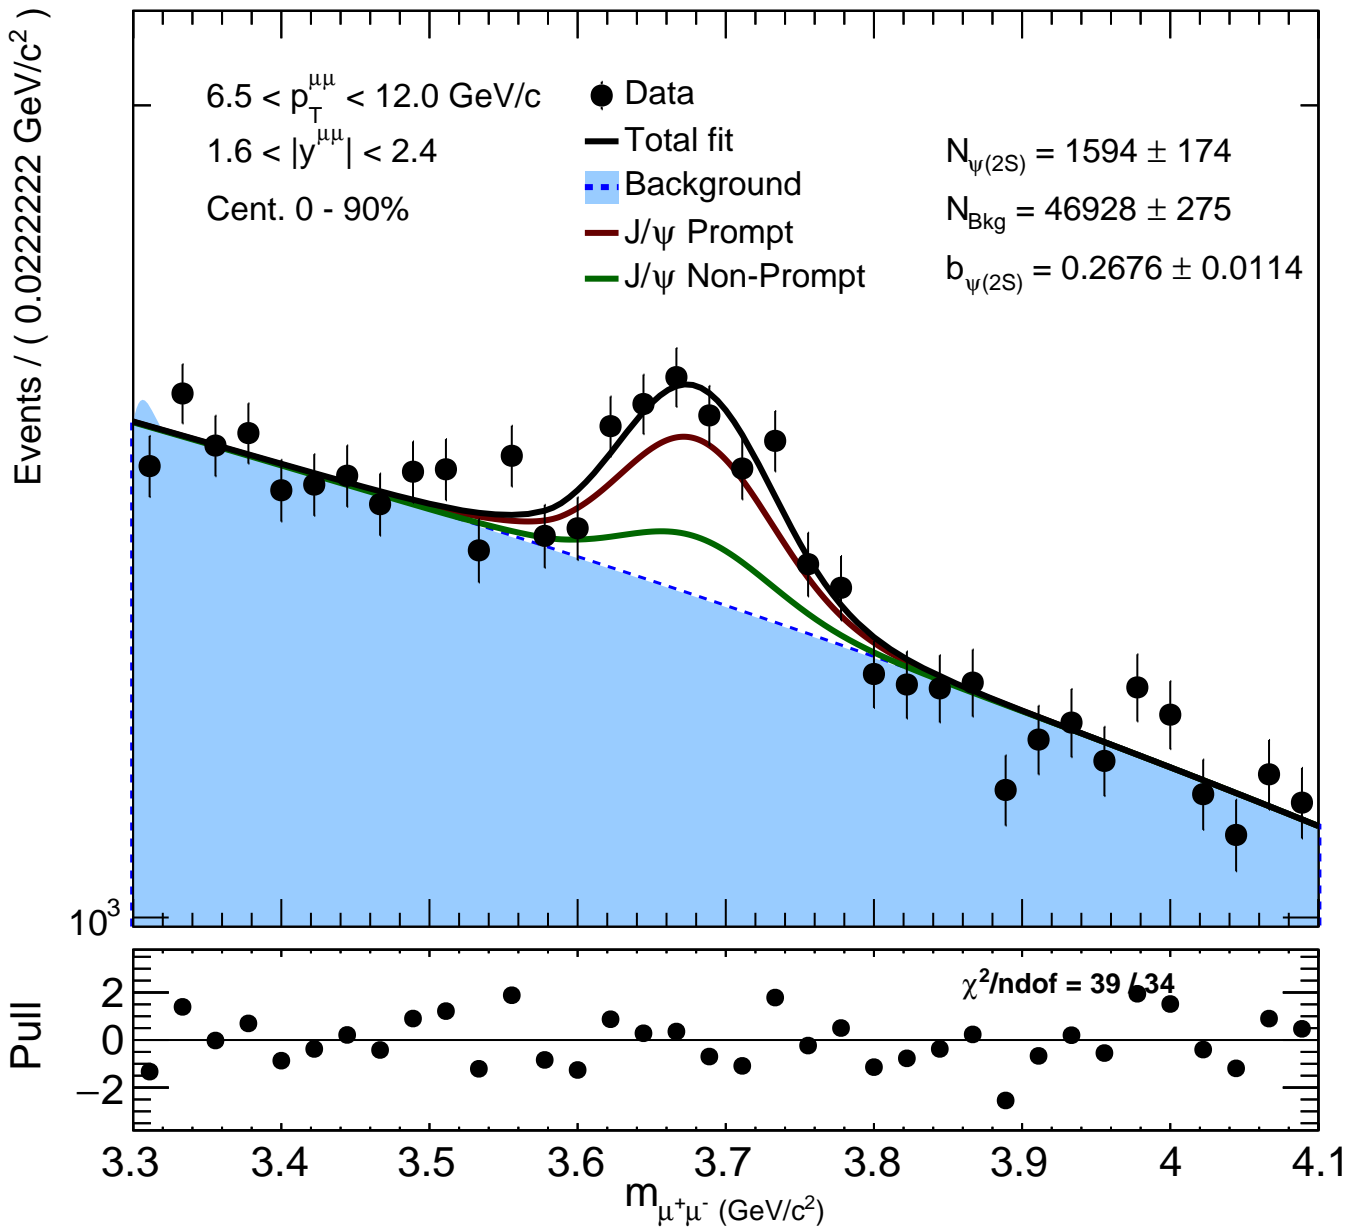 Events / ( 0.0222222 GeV/c² )
6.5 < p_T^μμ < 12.0 GeV/c
1.6 < |y^μμ| < 2.4
Cent. 0 - 90%
Data
Total fit
Background
J/ψ Prompt
J/ψ Non-Prompt
N_ψ(2S) = 1594 ± 174
N_Bkg = 46928 ± 275
b_ψ(2S) = 0.2676 ± 0.0114
10³
Pull
2
0
−2
χ²/ndof = 39 / 34
3.3 3.4 3.5 3.6 3.7 3.8 3.9 4 4.1
m_μ⁺μ⁻ (GeV/c²)